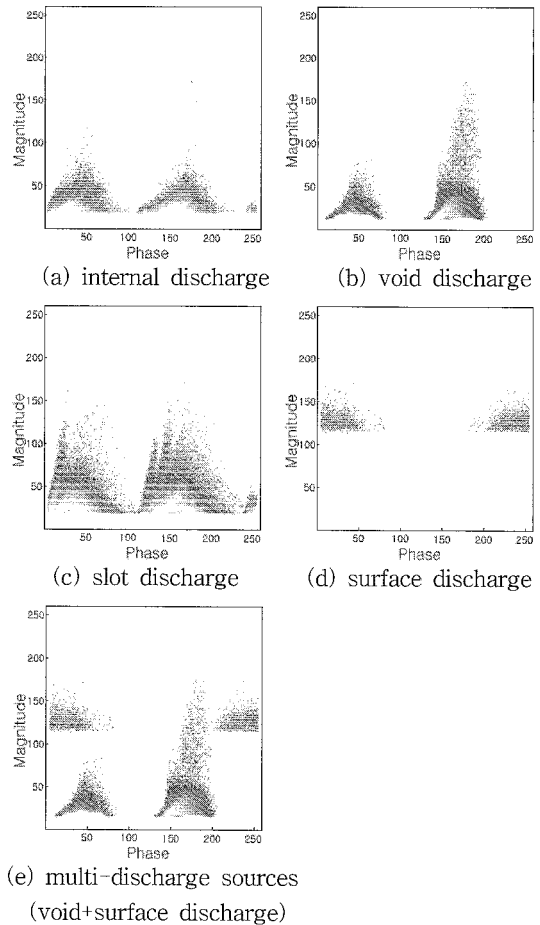 250
200
150
100
50
Magnitude
50 100 150 200 250
Phase
(a) internal discharge
250
200
150
100
50
Magnitude
50 100 150 200 250
Phase
(b) void discharge
250
200
150
100
50
Magnitude
50 100 150 200 250
Phase
(c) slot discharge
250
200
150
100
50
Magnitude
50 100 150 200 250
Phase
(d) surface discharge
250
200
150
100
50
Magnitude
50 100 150 200 250
Phase
(e) multi-discharge sources
(void+surface discharge)